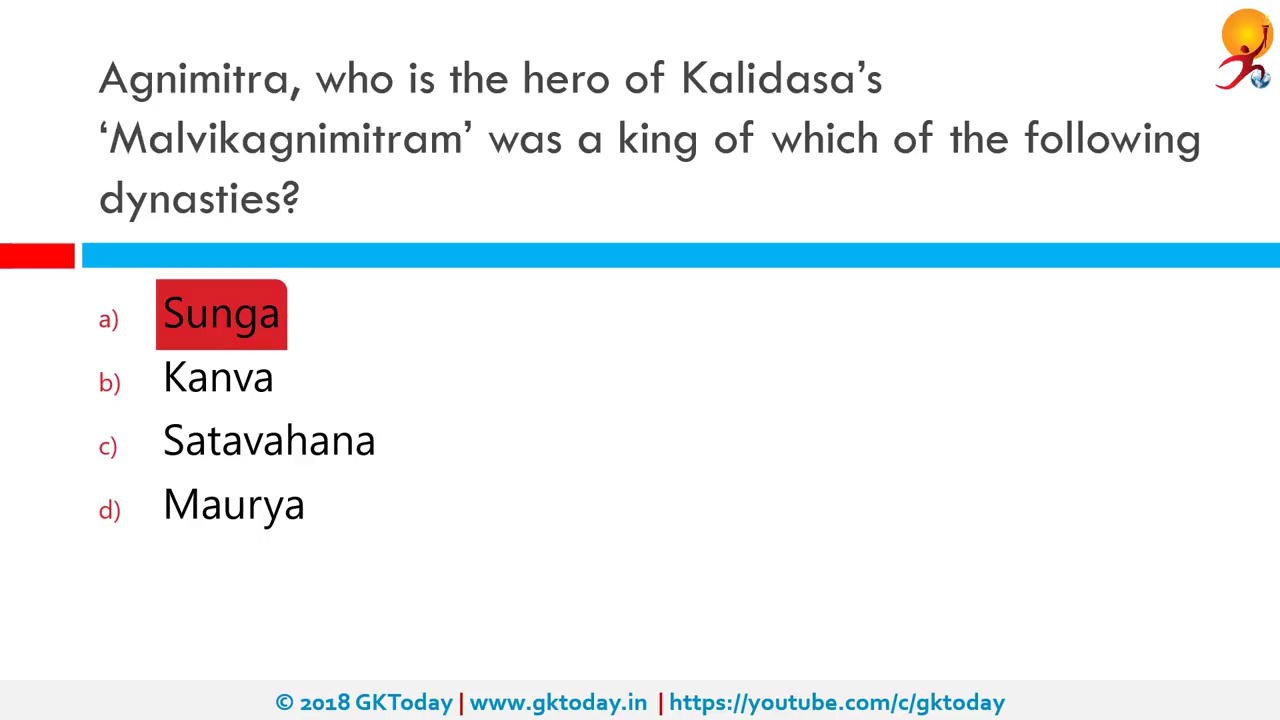 Agnimitra, who is the hero of Kalidasa’s
‘Malvikagnimitram’ was a king of which of the following
dynasties?
a) Sunga
b) Kanva
c) Satavahana
d) Maurya
© 2018 GKToday | www.gktoday.in | https://youtube.com/c/gktoday